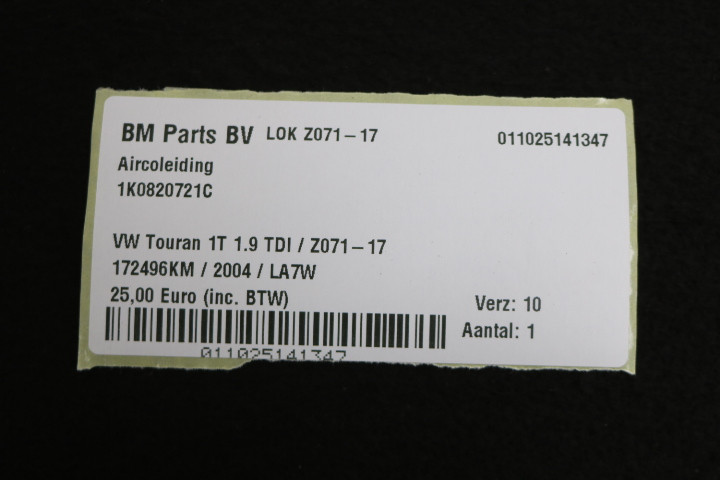 BM Parts BV LOK Z071-17 011025141347
Aircoleiding
1K0820721C
VW Touran 1T 1.9 TDI / Z071-17
172496KM / 2004 / LA7W
25,00 Euro (inc. BTW)
Verz: 10
Aantal: 1
011025141347